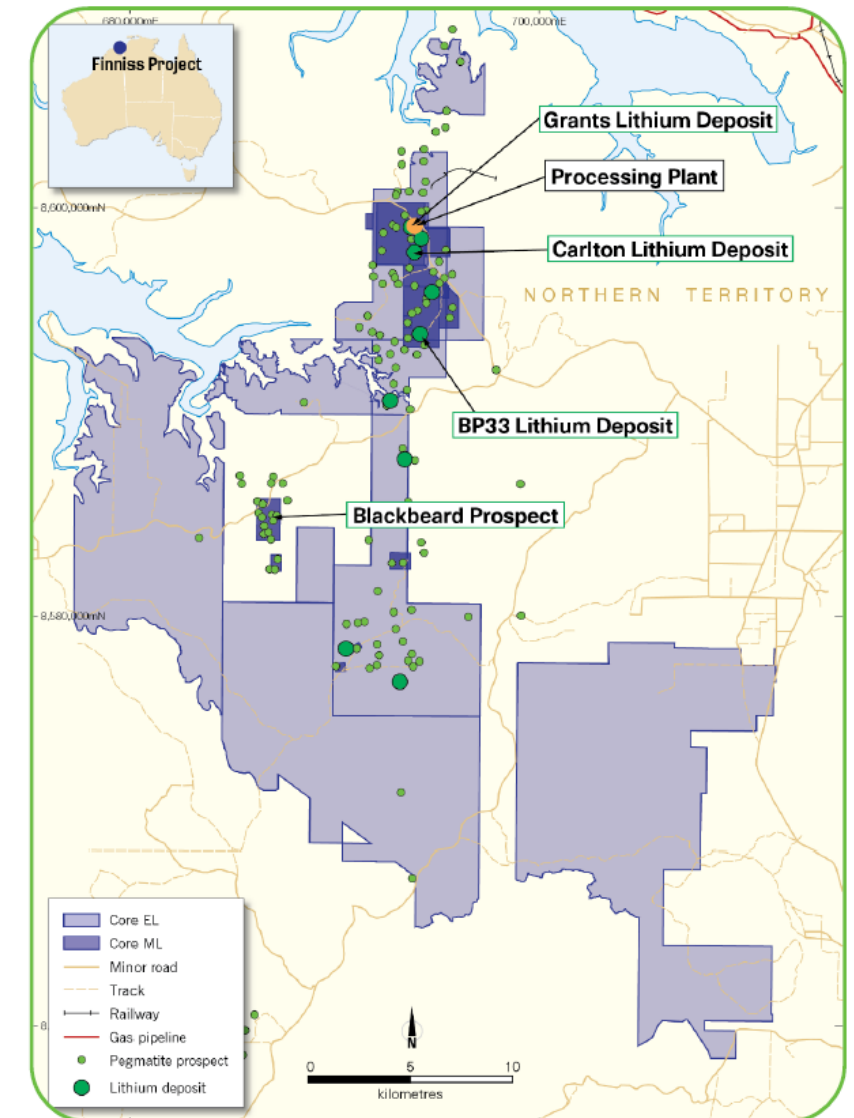 680,000mE
700,000mE
Finniss Project
Grants Lithium Deposit
Processing Plant
8,600,000mN
Carlton Lithium Deposit
NORTHERN TERRITORY
BP33 Lithium Deposit
Blackbeard Prospect
8,580,000mN
Core EL
Core ML
Minor road
Track
Railway
Gas pipeline
Pegmatite prospect
Lithium deposit
8,
N
0 5 10
kilometres